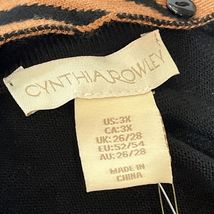 CYNTHIA ROWLEY
US: 3X
CA: 3X
UK: 26/28
EU: 52/54
AU: 26/28
MADE IN
CHINA